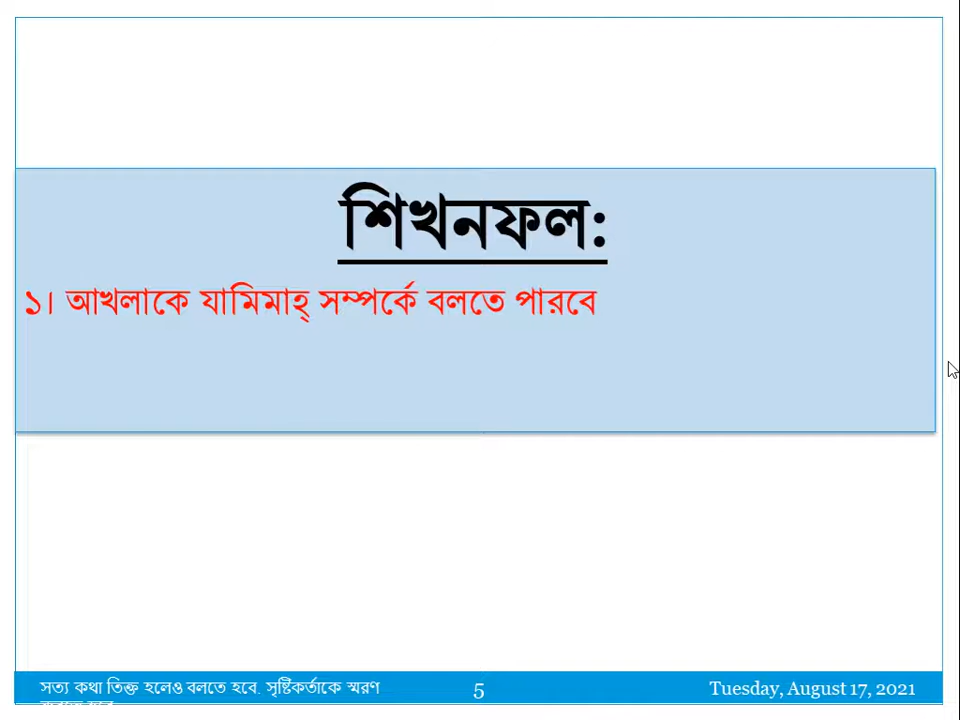 শিখনফল:
১। আখলাকে যামিমাহ্ সম্পর্কে বলতে পারবে
সত্য কথা তিক্ত হলেও বলতে হবে. সৃষ্টিকর্তাকে স্মরণ
5
Tuesday, August 17, 2021